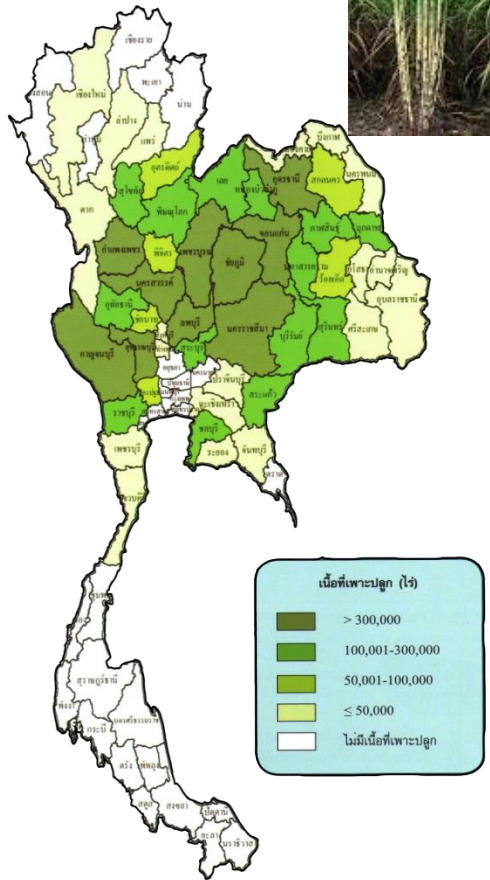 เชียงราย
พะเยา
น่าน
เชียงใหม่
ลำปาง
แพร่
บึงกาฬ
อุตรดิตถ์
เลย
อุดรธานี
สกลนคร
นครพนม
ตาก
สุโขทัย
พิษณุโลก
กาฬสินธุ์
มุกดาหาร
ขอนแก่น
กำแพงเพชร
พิจิตร
เพชรบูรณ์
ชัยภูมิ
ร้อยเอ็ด
อำนาจเจริญ
นครสวรรค์
อุบลราชธานี
อุทัยธานี
ชัยนาท
ลพบุรี
นครราชสีมา
บุรีรัมย์
สุรินทร์
ศรีสะเกษ
สระบุรี
กาญจนบุรี
ปราจีนบุรี
สระแก้ว
ฉะเชิงเทรา
ราชบุรี
ชลบุรี
เพชรบุรี
ระยอง
จันทบุรี
ตราด
สุราษฎร์ธานี
พังงา
นครศรีธรรมราช
กระบี่
ตรัง
พัทลุง
สตูล
สงขลา
ปัตตานี
ยะลา
นราธิวาส
เนื้อที่เพาะปลูก (ไร่)
> 300,000
100,001-300,000
50,001-100,000
≤ 50,000
ไม่มีเนื้อที่เพาะปลูก